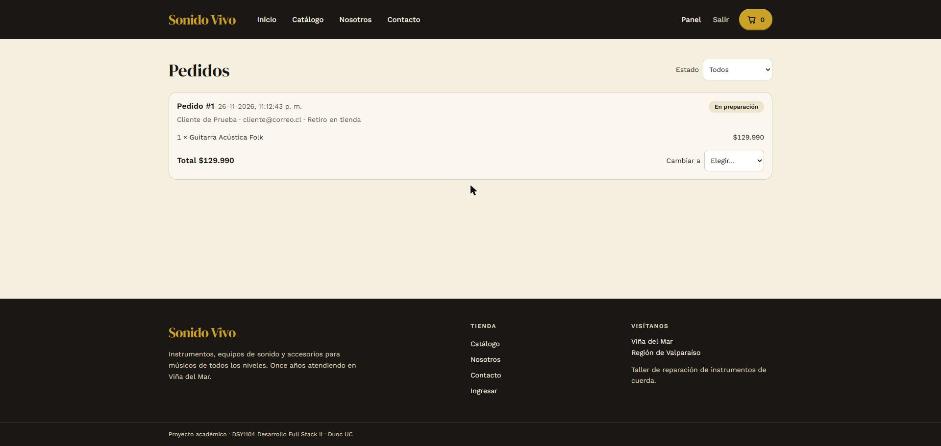 Sonido Vivo Inicio Catálogo Nosotros Contacto Panel Salir 0
Pedidos
Estado Todos
Pedido #1 26-11-2026, 11:12:43 p. m. En preparación
Cliente de Prueba · cliente@correo.cl · Retiro en tienda
1 × Guitarra Acústica Folk $129.990
Total $129.990 Cambiar a Elegir...
Sonido Vivo
Instrumentos, equipos de sonido y accesorios para
músicos de todos los niveles. Once años atendiendo en
Viña del Mar.
TIENDA
Catálogo
Nosotros
Contacto
Ingresar
VISÍTANOS
Viña del Mar
Región de Valparaíso
Taller de reparación de instrumentos de
cuerda.
Proyecto académico · DSY1104 Desarrollo Full Stack II · Duoc UC